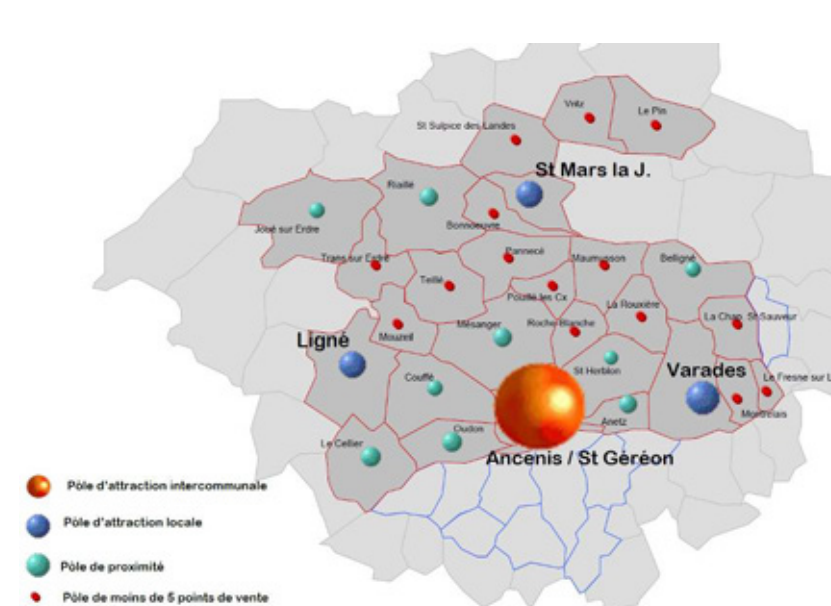 Vritz
Le Pin
St Sulpice des Landes
St Mars la J.
Riaillé
Bonnoeuvre
Joué sur Erdre
Pannecé
Trans sur Erdre
Maumusson
Belligné
Teillé
Pouillé les Cx
La Rouxière
La Chap. St Sauveur
Mésanger
Roche Blanche
Mouzeil
Ligné
St Herblon
Varades
Couffé
Le Fresne sur L
Montrelais
Anetz
Oudon
Le Cellier
Ancenis / St Géréon
Pôle d'attraction intercommunale
Pôle d'attraction locale
Pôle de proximité
Pôle de moins de 5 points de vente